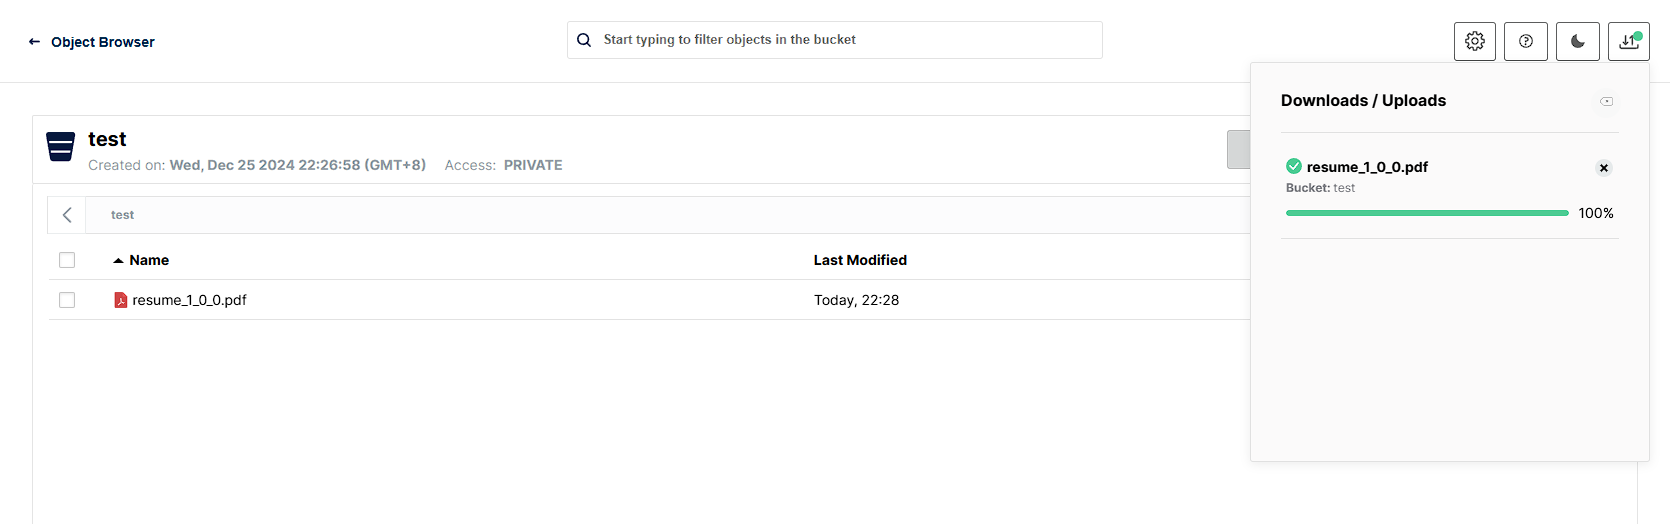 Object Browser
Start typing to filter objects in the bucket
Downloads / Uploads
test
Created on: Wed, Dec 25 2024 22:26:58 (GMT+8) Access: PRIVATE
resume_1_0_0.pdf
Bucket: test
100%
test
Name Last Modified
resume_1_0_0.pdf Today, 22:28